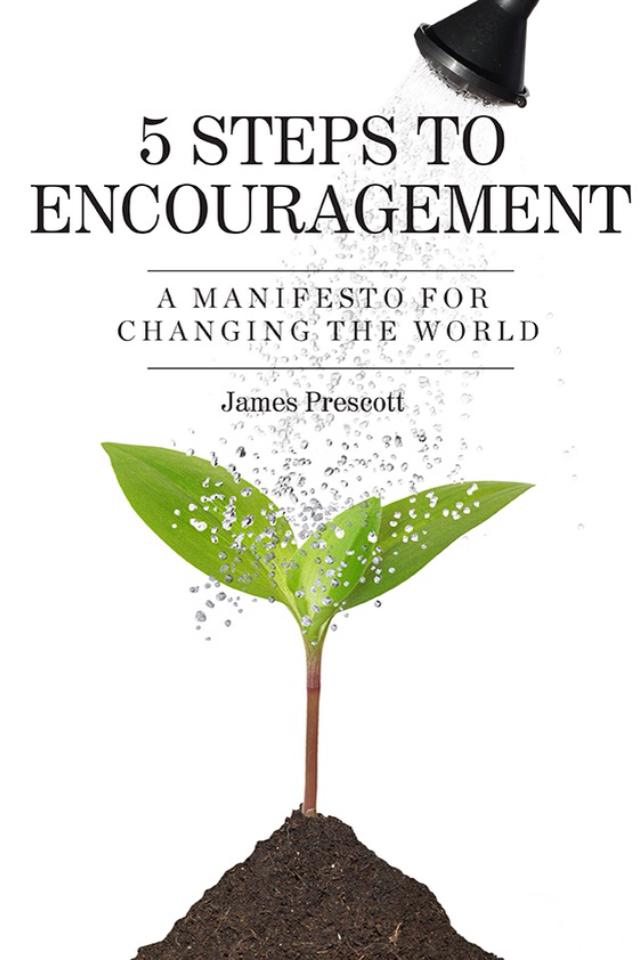 5 STEPS TO
ENCOURAGEMENT
A MANIFESTO FOR
CHANGING THE WORLD
James Prescott